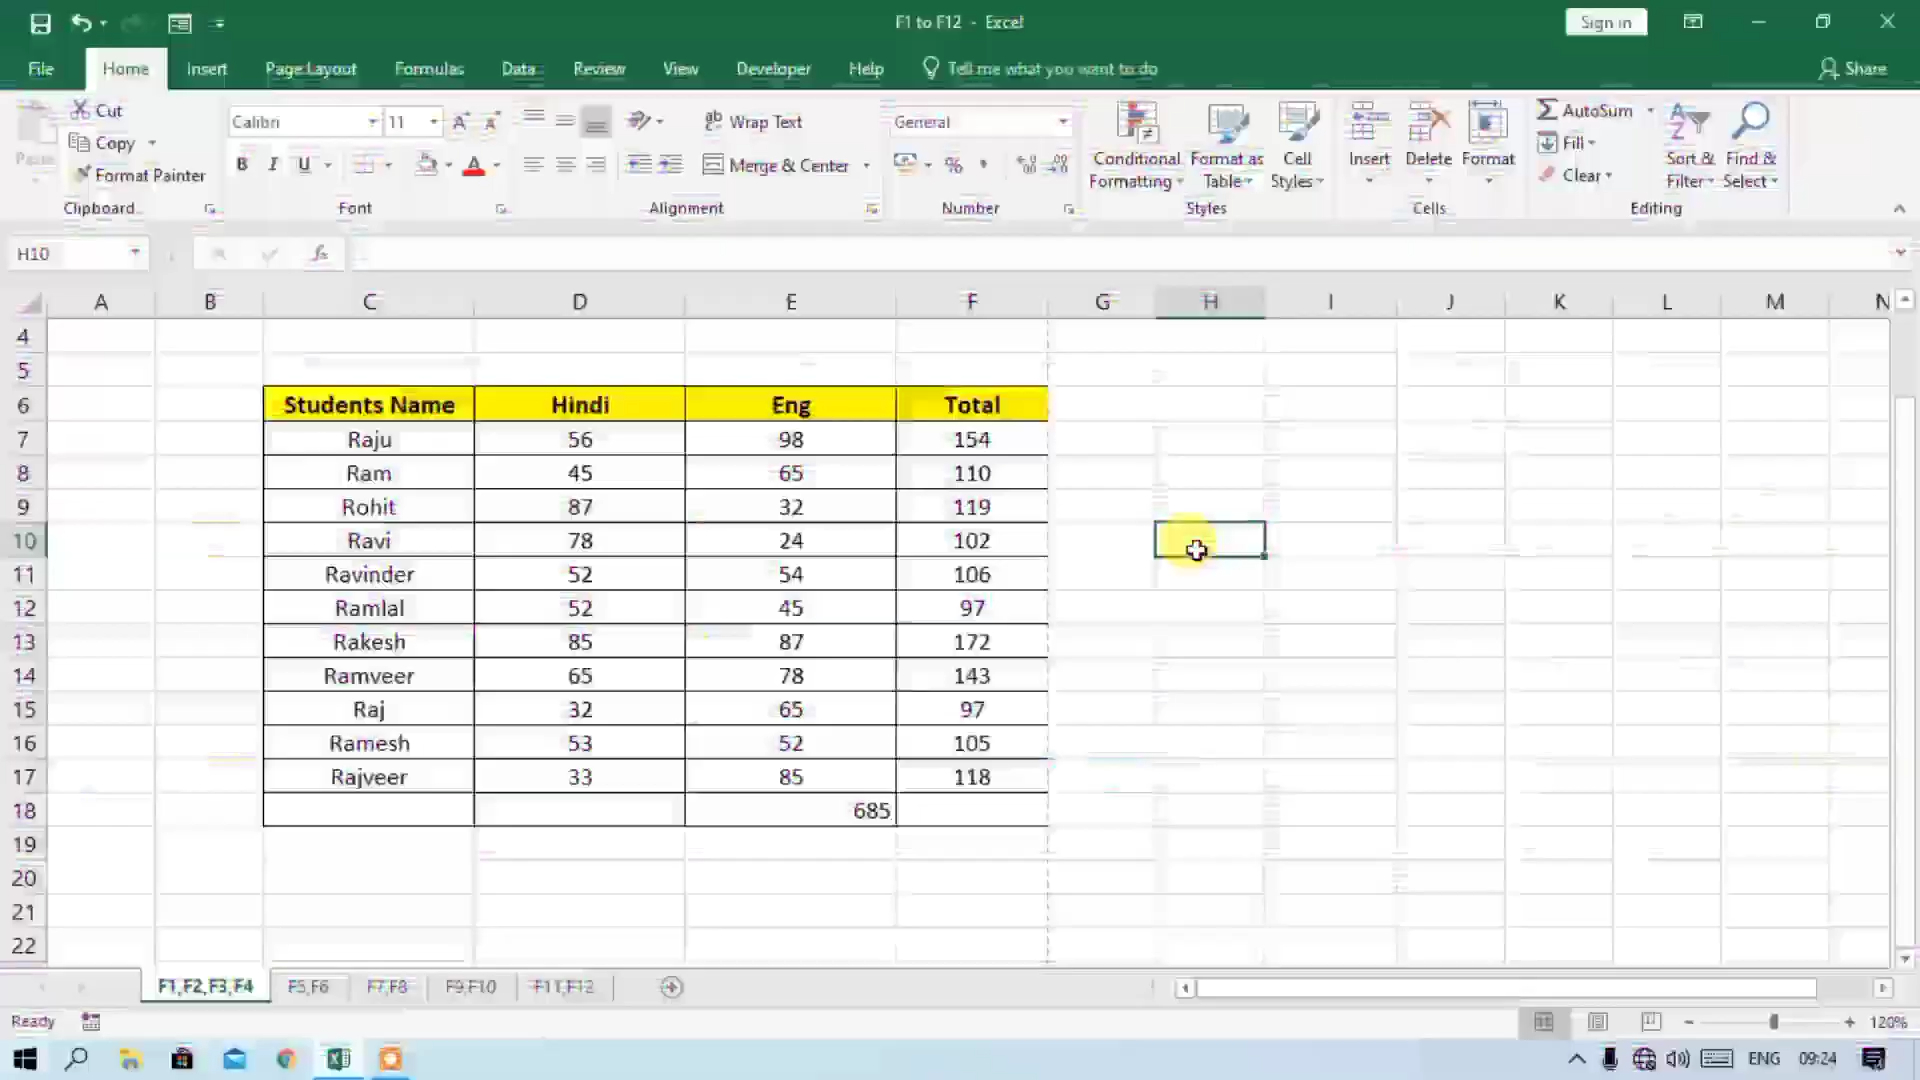 F1 to F12 - Excel
Sign in
File Home Insert Page Layout Formulas Data Review View Developer Help Tell me what you want to do Share
Cut
Copy
Format Painter
Paste
Clipboard
Calibri 11
B I U A
Font
Wrap Text
Merge & Center
Alignment
General
%
Number
Conditional Formatting
Format as Table
Cell Styles
Styles
Insert Delete Format
Cells
AutoSum
Fill
Clear
Sort & Filter
Find & Select
Editing
H10 fx
A B C D E F G H I J K L M N
4
5
6 Students Name Hindi Eng Total
7 Raju 56 98 154
8 Ram 45 65 110
9 Rohit 87 32 119
10 Ravi 78 24 102
11 Ravinder 52 54 106
12 Ramlal 52 45 97
13 Rakesh 85 87 172
14 Ramveer 65 78 143
15 Raj 32 65 97
16 Ramesh 53 52 105
17 Rajveer 33 85 118
18 685
19
20
21
22
F1,F2,F3,F4 F5,F6 F7,F8 F9,F10 F11,F12
Ready 120%
ENG 09:24